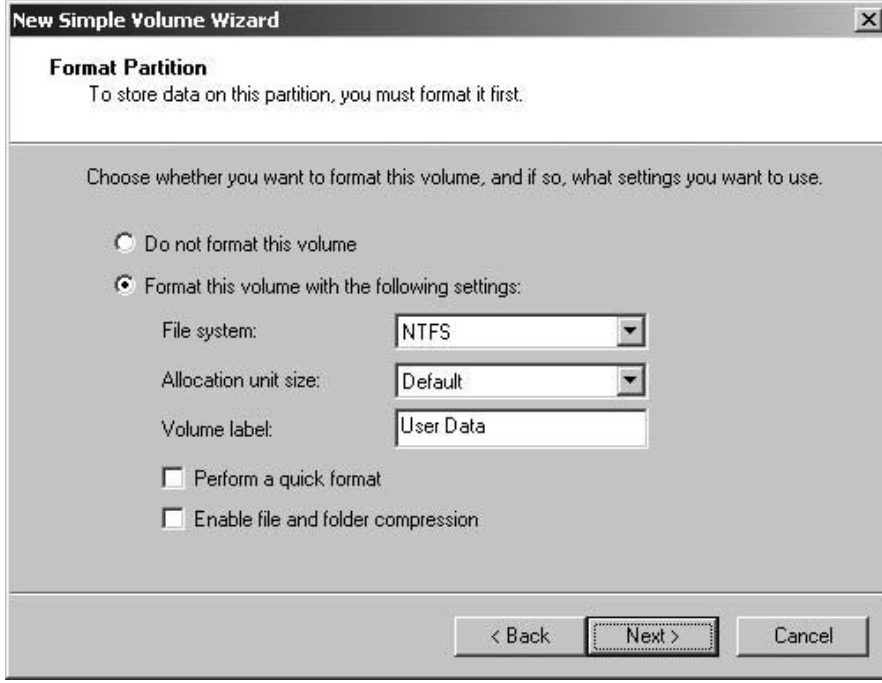 New Simple Volume Wizard
Format Partition
To store data on this partition, you must format it first.
Choose whether you want to format this volume, and if so, what settings you want to use.
Do not format this volume
Format this volume with the following settings:
File system: NTFS
Allocation unit size: Default
Volume label: User Data
Perform a quick format
Enable file and folder compression
< Back Next > Cancel